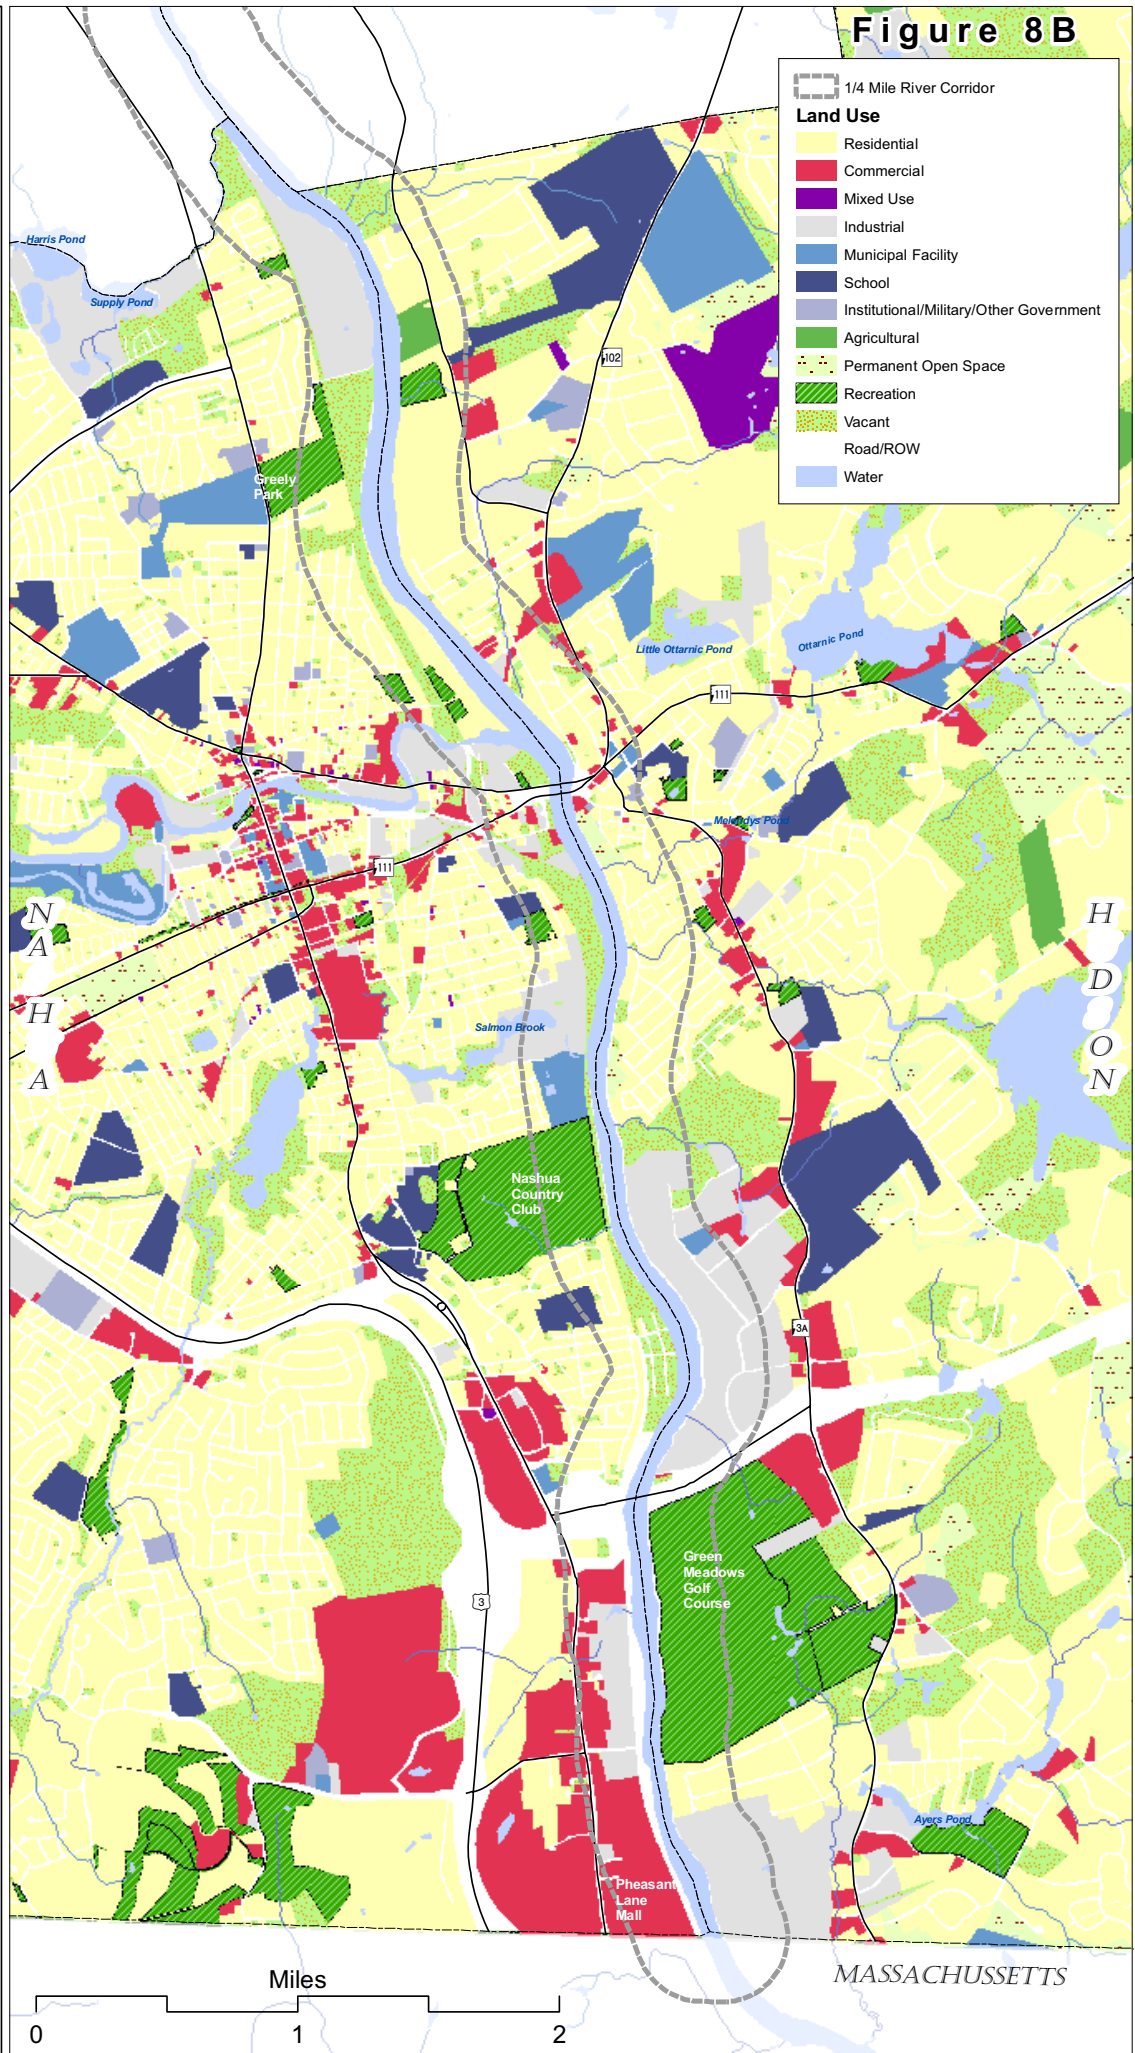 Figure 8B
1/4 Mile River Corridor
Land Use
Residential
Commercial
Mixed Use
Industrial
Municipal Facility
School
Institutional/Military/Other Government
Agricultural
Permanent Open Space
Recreation
Vacant
Road/ROW
Water
Harris Pond
Supply Pond
102
Greely
Park
Little Ottarnic Pond
Ottarnic Pond
111
Melendys Pond
111
N
A
H
A
H
D
O
N
Salmon Brook
Nashua
Country
Club
3A
Green
Meadows
Golf
Course
3
Ayers Pond
Pheasant
Lane
Mall
MASSACHUSSETTS
Miles
0 1 2